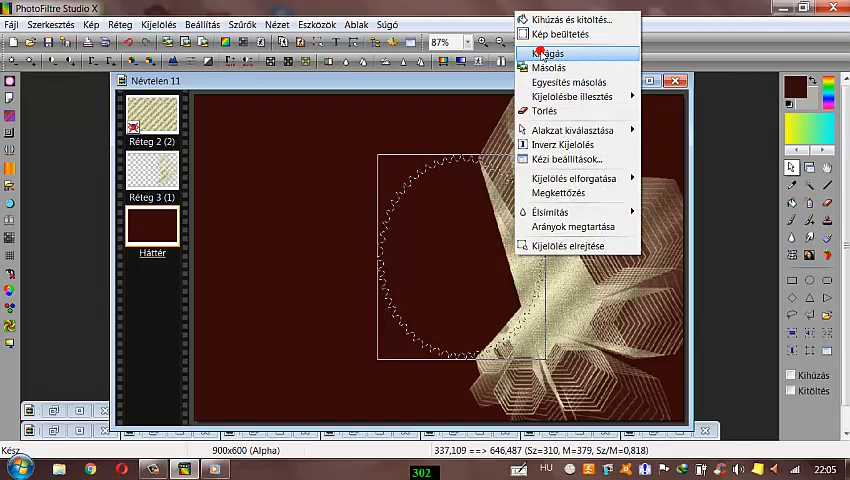 PhotoFiltre Studio X
Fájl Szerkesztés Kép Réteg Kijelölés Beállítás Szűrők Nézet Eszközök Ablak Súgó
87%
Névtelen 11
Réteg 2 (2)
Réteg 3 (1)
Háttér
Kihúzás és kitöltés...
Kép beültetés
Kivágás
Másolás
Egyesítés másolás
Kijelölésbe illesztés
Törlés
Alakzat kiválasztása
Inverz Kijelölés
Kézi beállítások...
Kijelölés elforgatása
Megkettőzés
Élsimítás
Arányok megtartása
Kijelölés elrejtése
Kihúzás
Kitöltés
Kész
900x600 (Alpha)
337,109 ==> 646,487 (Sz=310, M=379, Sz/M=0,818)
22:05
302
HU
22:05